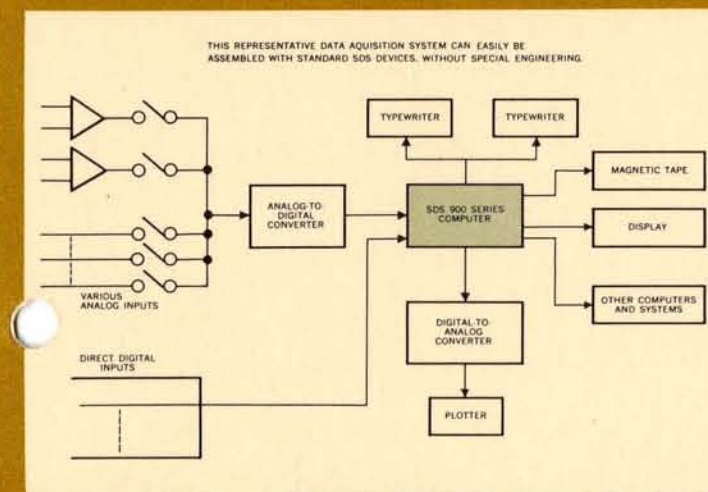 THIS REPRESENTATIVE DATA AQUISITION SYSTEM CAN EASILY BE
ASSEMBLED WITH STANDARD SDS DEVICES, WITHOUT SPECIAL ENGINEERING.
TYPEWRITER
TYPEWRITER
MAGNETIC TAPE
ANALOG-TO-
DIGITAL
CONVERTER
SDS 900 SERIES
COMPUTER
DISPLAY
VARIOUS
ANALOG INPUTS
OTHER COMPUTERS
AND SYSTEMS
DIGITAL-TO-
ANALOG
CONVERTER
DIRECT DIGITAL
INPUTS
PLOTTER